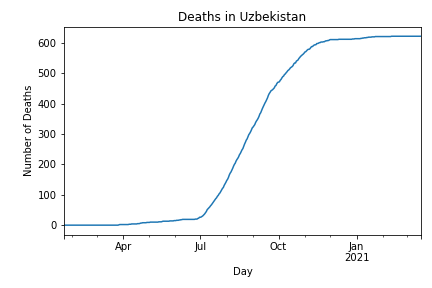 Deaths in Uzbekistan
Number of Deaths
600
500
400
300
200
100
0
Apr
Jul
Oct
Jan
2021
Day